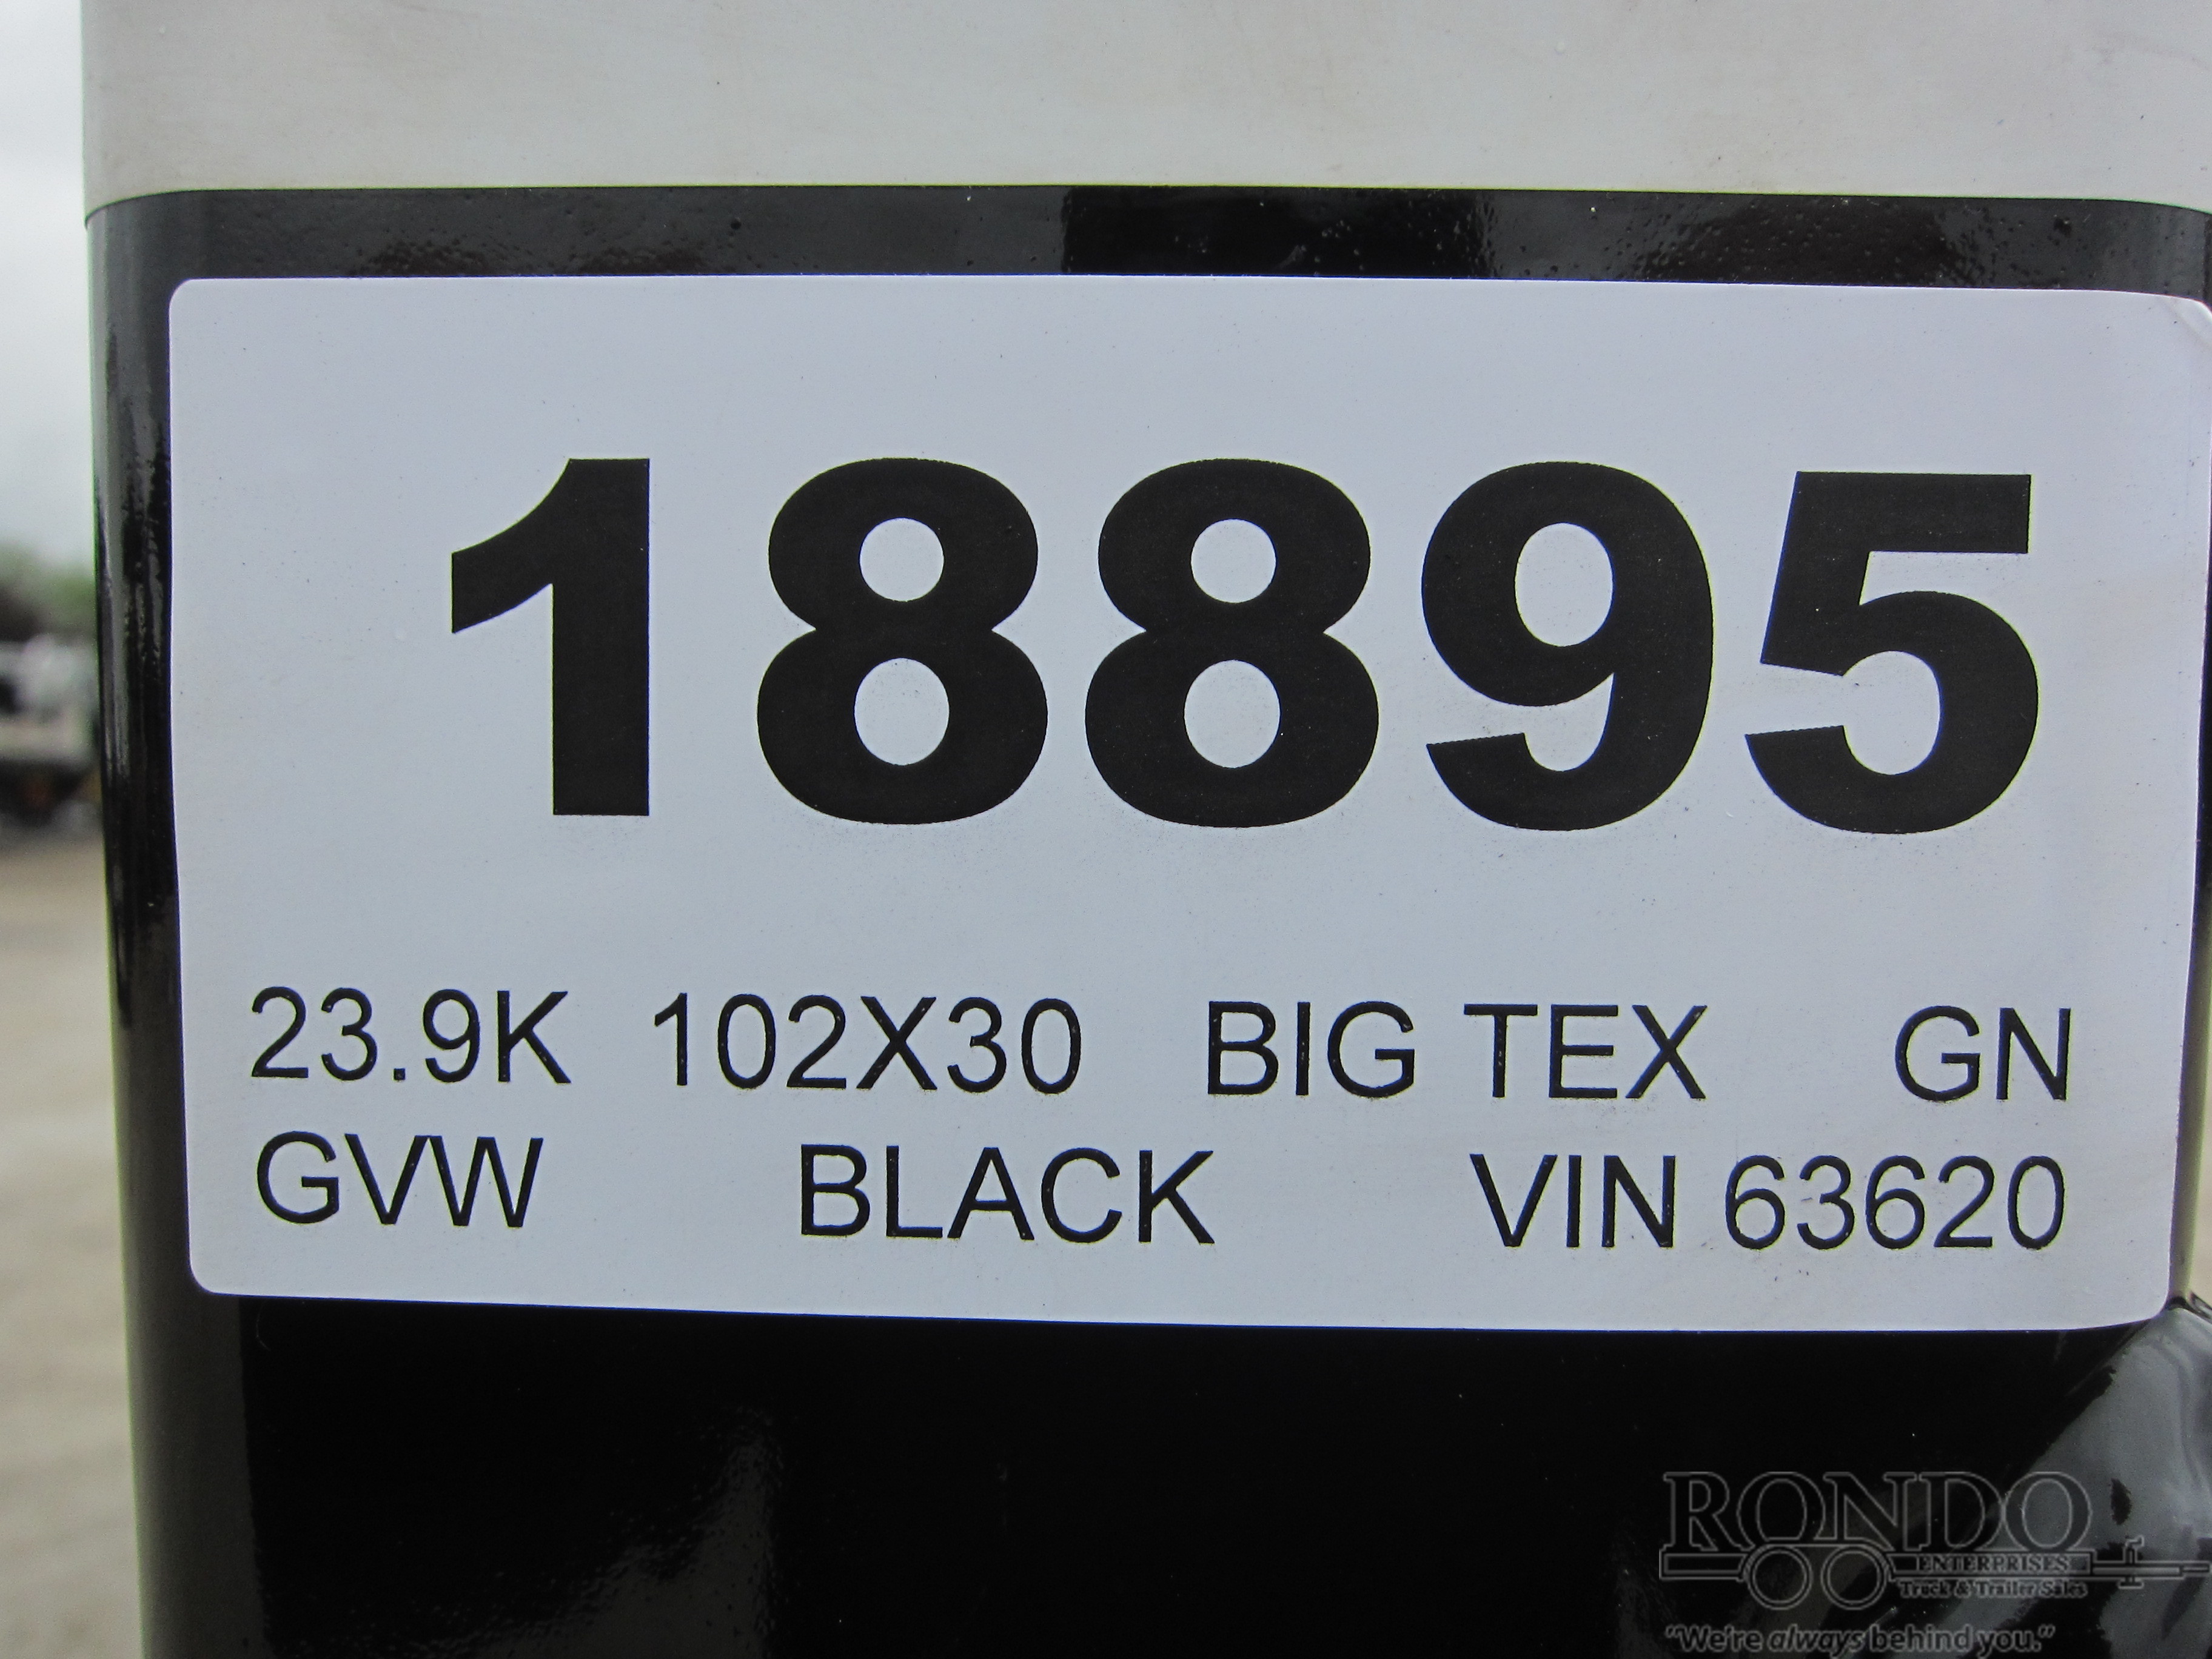 18895
23.9K 102X30 BIG TEX GN
GVW BLACK VIN 63620
RONDO
ENTERPRISES
Truck & Trailer Sales
"We're always behind you."